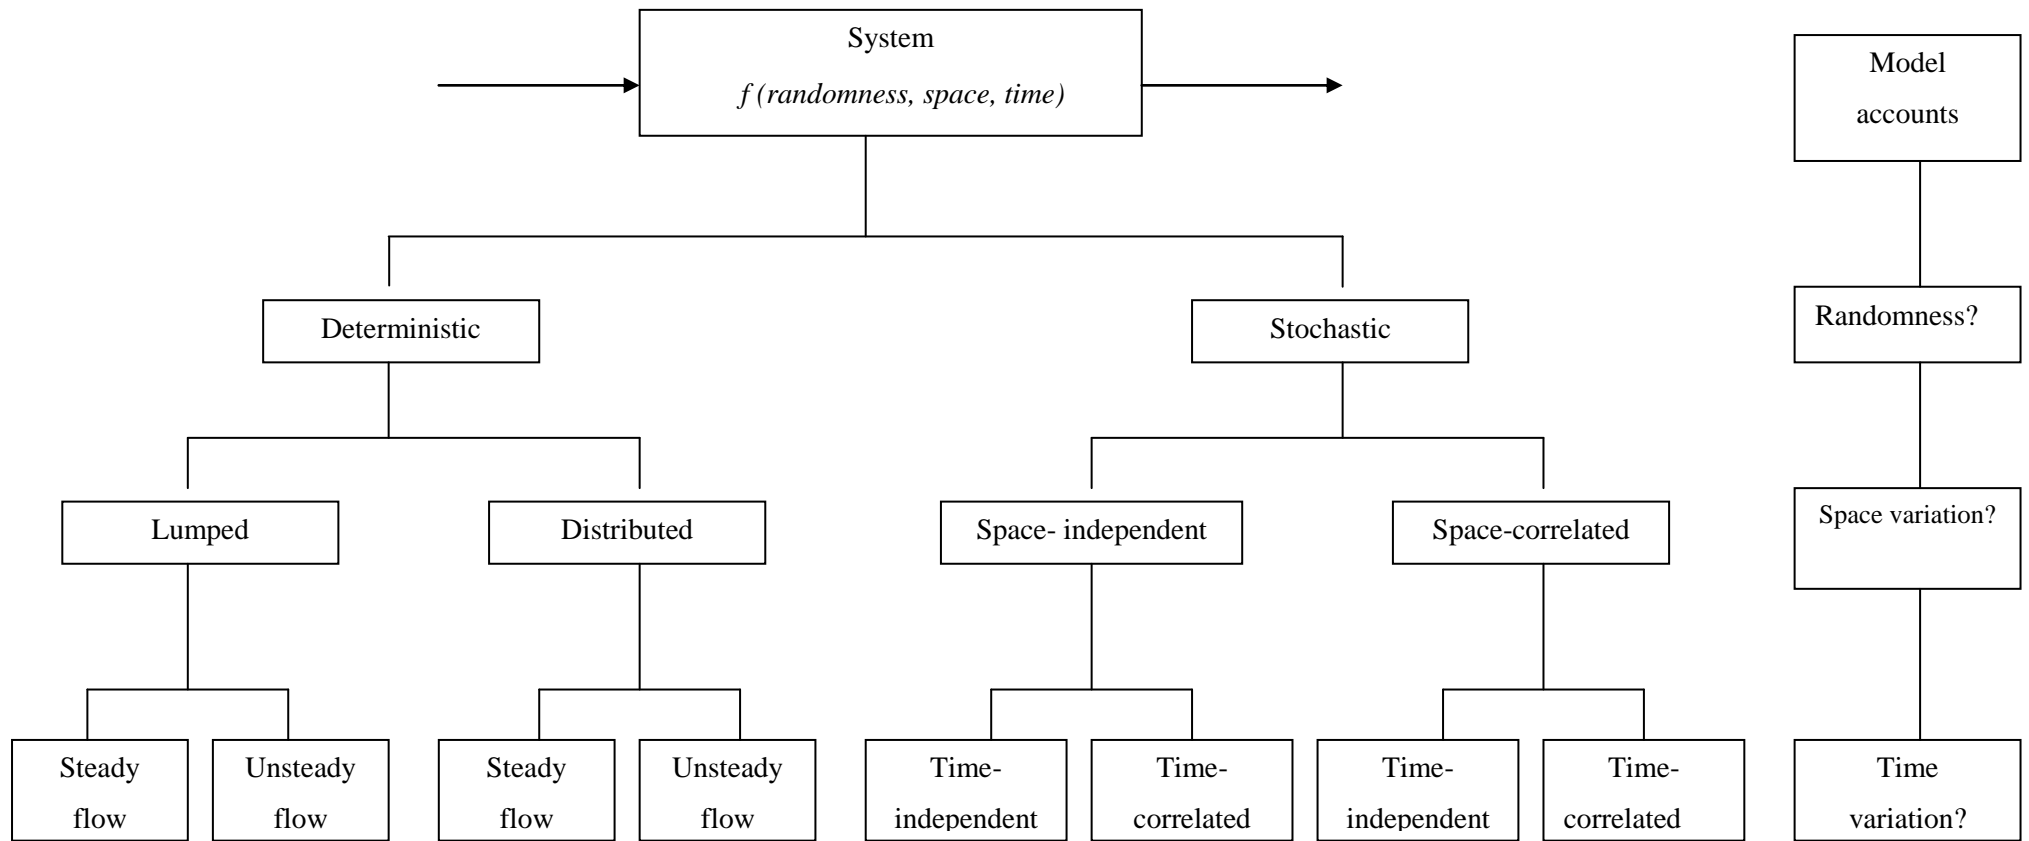 System
f (randomness, space, time)
Model
accounts
Deterministic
Stochastic
Randomness?
Lumped
Distributed
Space- independent
Space-correlated
Space variation?
Steady
flow
Unsteady
flow
Steady
flow
Unsteady
flow
Time-
independent
Time-
correlated
Time-
independent
Time-
correlated
Time
variation?